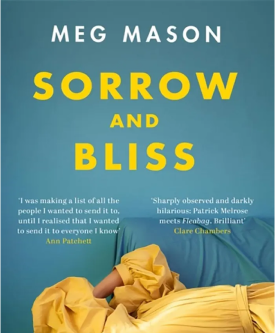 MEG MASON
SORROW
AND
BLISS
'I was making a list of all the
people I wanted to send it to,
until I realised that I wanted
to send it to everyone I know'
Ann Patchett
'Sharply observed and darkly
hilarious: Patrick Melrose
meets Fleabag. Brilliant'
Clare Chambers